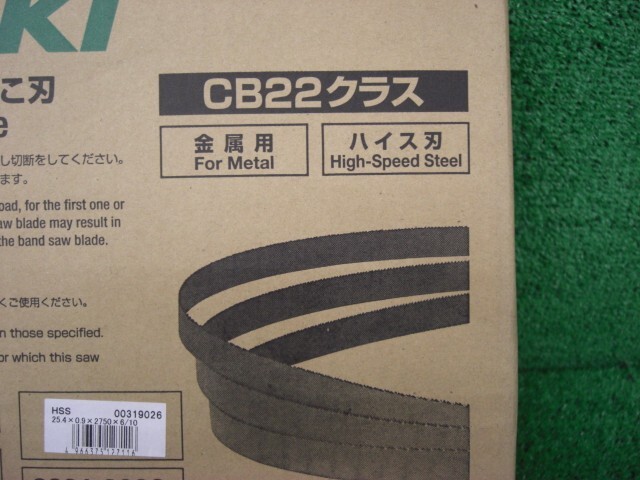 KI
こ刃
CB22クラス
e
金属用
For Metal
ハイス刃
High-Speed Steel
し切断をしてください。
ます。
oad, for the first one or
aw blade may result in
the band saw blade.
くご使用ください。
n those specified.
or which this saw
HSS 00319026
25.4×0.9×2750×6/10